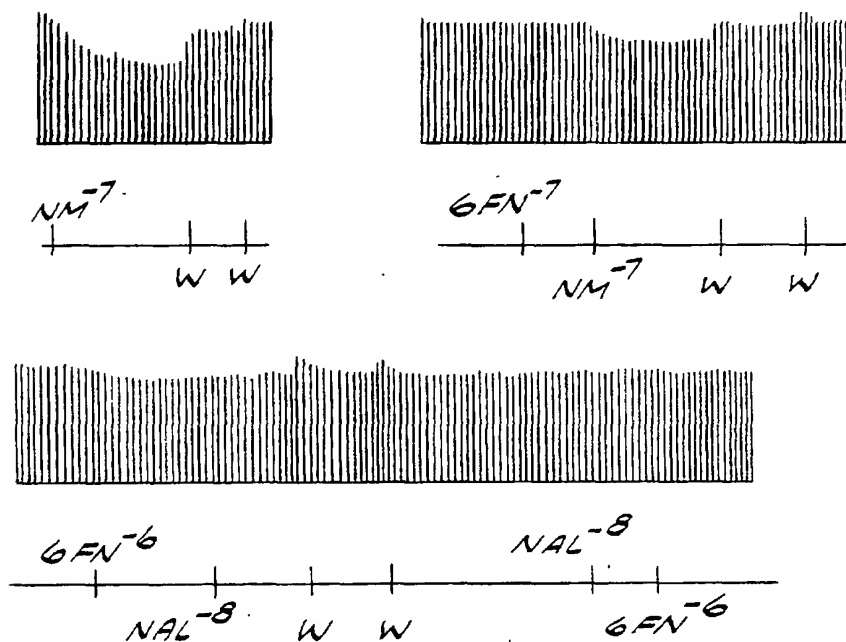 NM⁻⁷
W W
6FN⁻⁷
NM⁻⁷ W W
6FN⁻⁶ NAL⁻⁸
NAL⁻⁸ W W 6FN⁻⁶